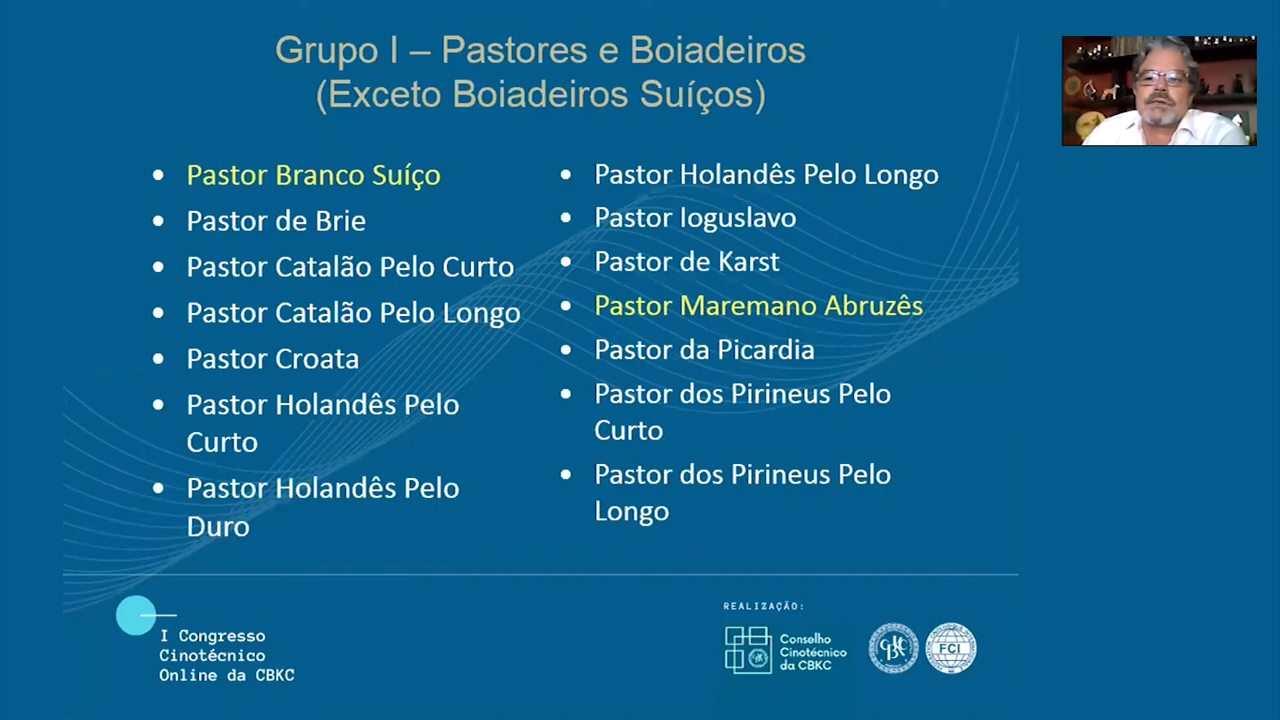 Grupo I – Pastores e Boiadeiros
(Exceto Boiadeiros Suíços)
Pastor Branco Suíço
Pastor de Brie
Pastor Catalão Pelo Curto
Pastor Catalão Pelo Longo
Pastor Croata
Pastor Holandês Pelo
Curto
Pastor Holandês Pelo
Duro
Pastor Holandês Pelo Longo
Pastor Ioguslavo
Pastor de Karst
Pastor Maremano Abruzês
Pastor da Picardia
Pastor dos Pirineus Pelo
Curto
Pastor dos Pirineus Pelo
Longo
I Congresso
Cinotécnico
Online da CBKC
REALIZAÇÃO:
Conselho
Cinotécnico
da CBKC
FCI